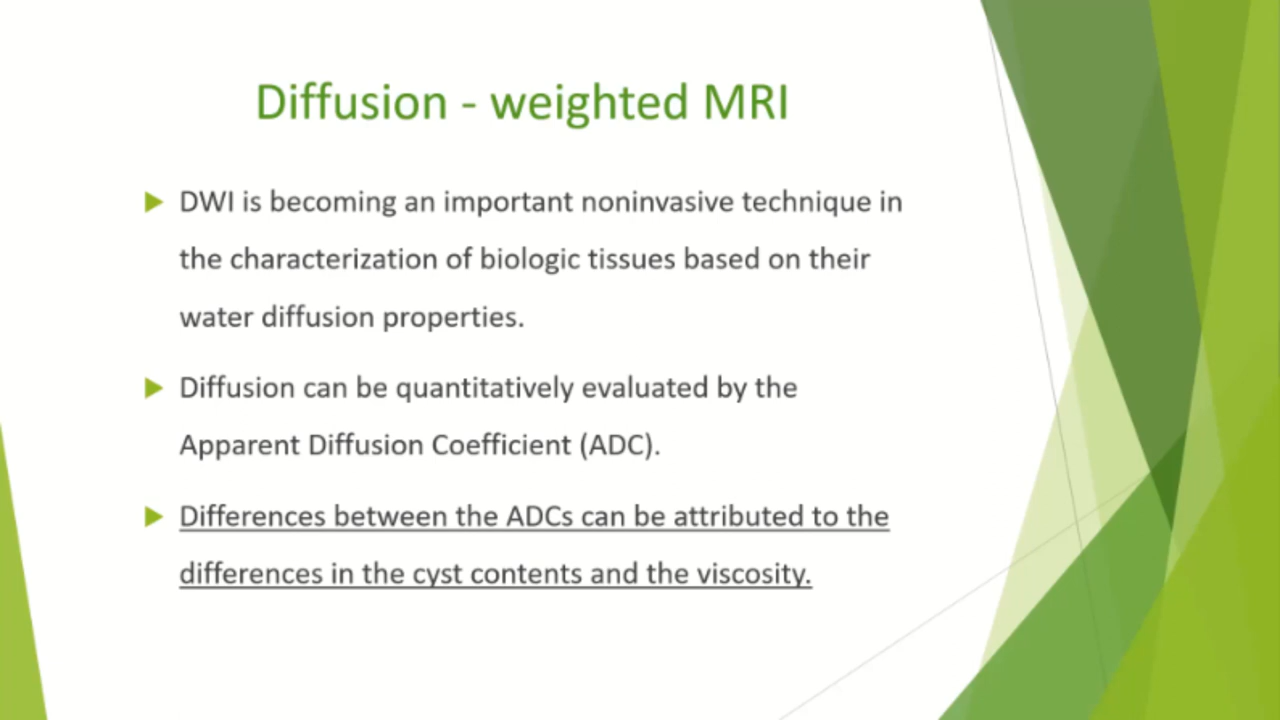 Diffusion - weighted MRI
DWI is becoming an important noninvasive technique in
the characterization of biologic tissues based on their
water diffusion properties.
Diffusion can be quantitatively evaluated by the
Apparent Diffusion Coefficient (ADC).
Differences between the ADCs can be attributed to the
differences in the cyst contents and the viscosity.